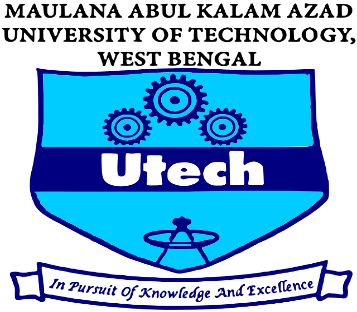 MAULANA ABUL KALAM AZAD
UNIVERSITY OF TECHNOLOGY,
WEST BENGAL
Utech
In Pursuit Of Knowledge And Excellence